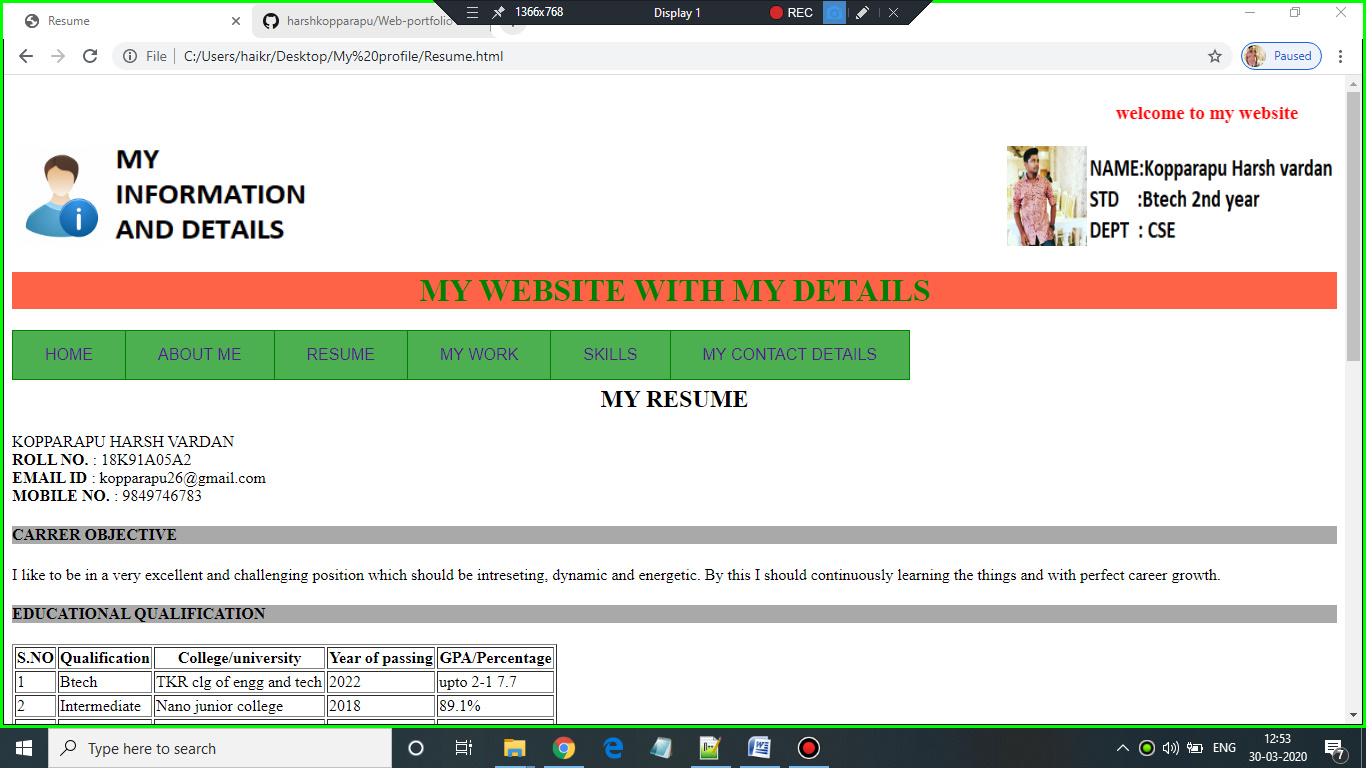 1366x768 Display 1 REC
Resume harshkopparapu/Web-portfolio
File C:/Users/haikr/Desktop/My%20profile/Resume.html Paused
welcome to my website
MY
INFORMATION
AND DETAILS
NAME:Kopparapu Harsh vardan
STD :Btech 2nd year
DEPT : CSE
MY WEBSITE WITH MY DETAILS
HOME ABOUT ME RESUME MY WORK SKILLS MY CONTACT DETAILS
MY RESUME
KOPPARAPU HARSH VARDAN
ROLL NO. : 18K91A05A2
EMAIL ID : kopparapu26@gmail.com
MOBILE NO. : 9849746783
CARRER OBJECTIVE
I like to be in a very excellent and challenging position which should be intreseting, dynamic and energetic. By this I should continuously learning the things and with perfect career growth.
EDUCATIONAL QUALIFICATION
S.NO Qualification College/university Year of passing GPA/Percentage
1 Btech TKR clg of engg and tech 2022 upto 2-1 7.7
2 Intermediate Nano junior college 2018 89.1%
Type here to search
ENG
12:53
30-03-2020
7